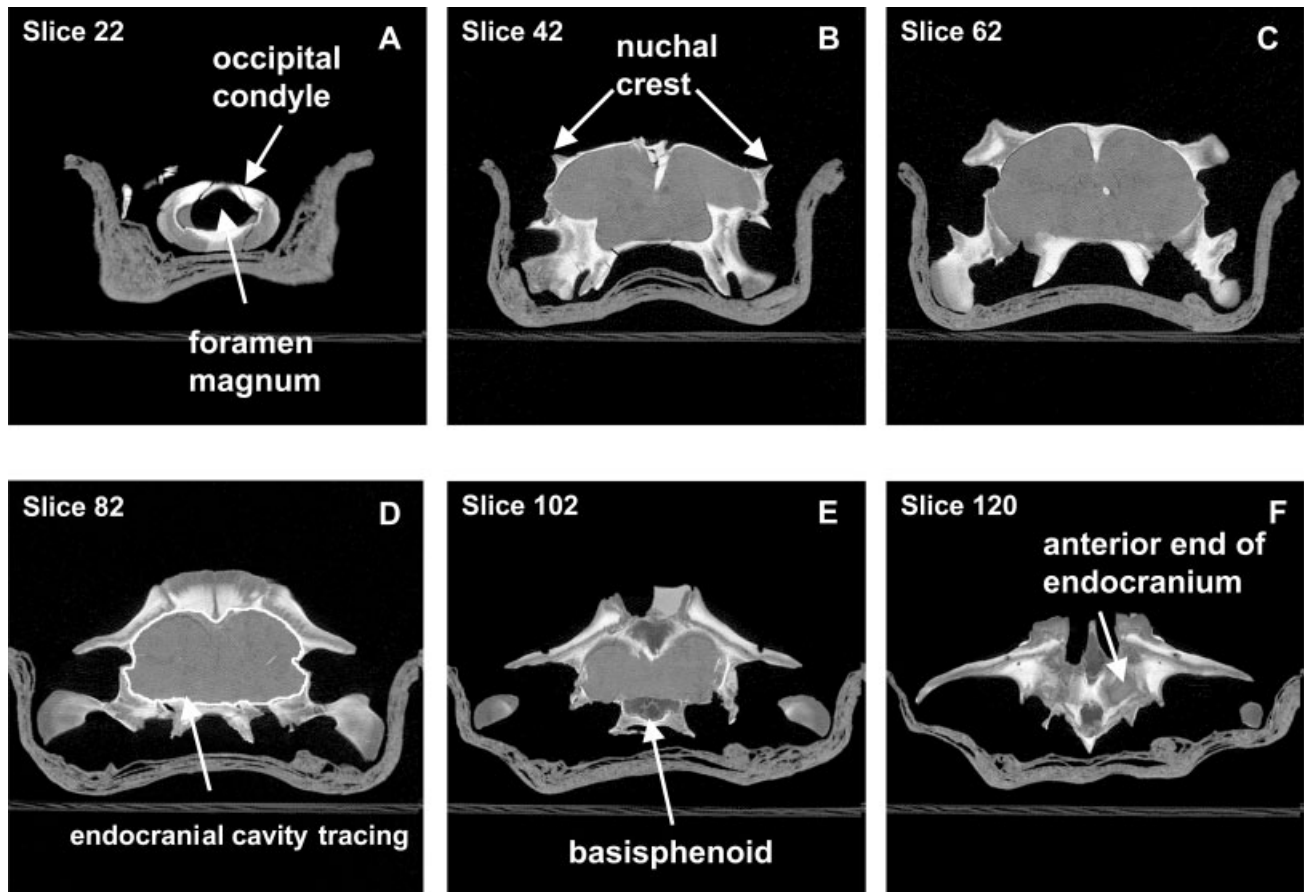 Slice 22
A
occipital
condyle
foramen
magnum
Slice 42
B
nuchal
crest
Slice 62
C
Slice 82
D
endocranial cavity tracing
Slice 102
E
basisphenoid
Slice 120
F
anterior end of
endocranium